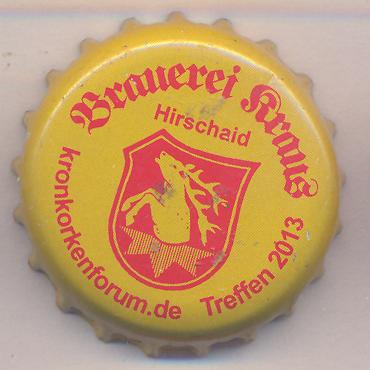 Brauerei Kraus
Hirschaid
kronkorkenforum.de Treffen 2013